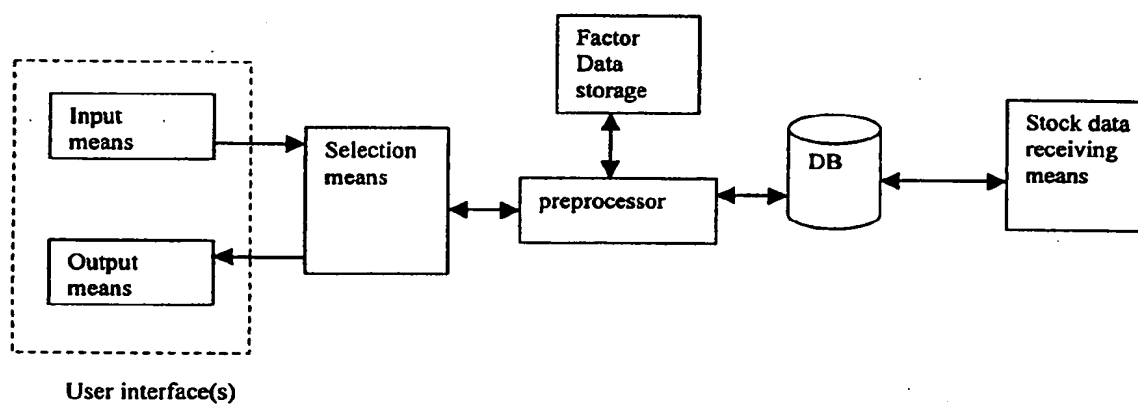 Input
means
Output
means
User interface(s)
Selection
means
Factor
Data
storage
preprocessor
DB
Stock data
receiving
means